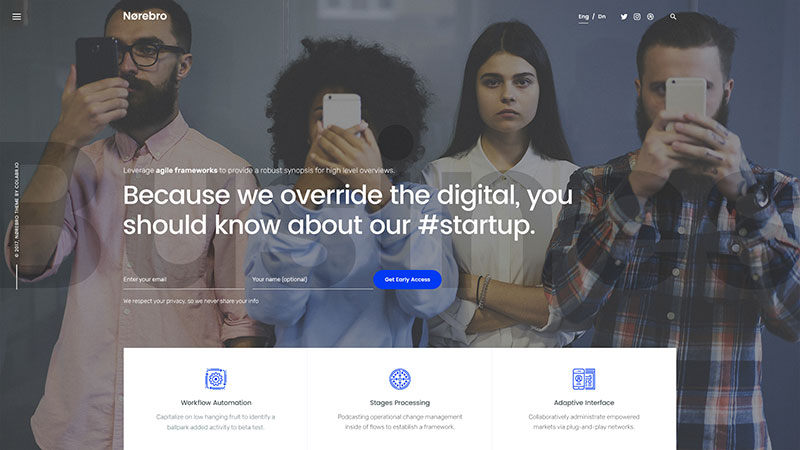 Nørebro
Eng / Dn
Leverage agile frameworks to provide a robust synopsis for high level overviews.
Because we override the digital, you
should know about our #startup.
Enter your email
Your name (optional)
Get Early Access
We respect your privacy, so we never share your info
© 2017, NØREBRO THEME BY COLABR.IO
Workflow Automation
Capitalize on low hanging fruit to identify a
ballpark added activity to beta test.
Stages Processing
Podcasting operational change management
inside of flows to establish a framework.
Adaptive Interface
Collaboratively administrate empowered
markets via plug-and-play networks.